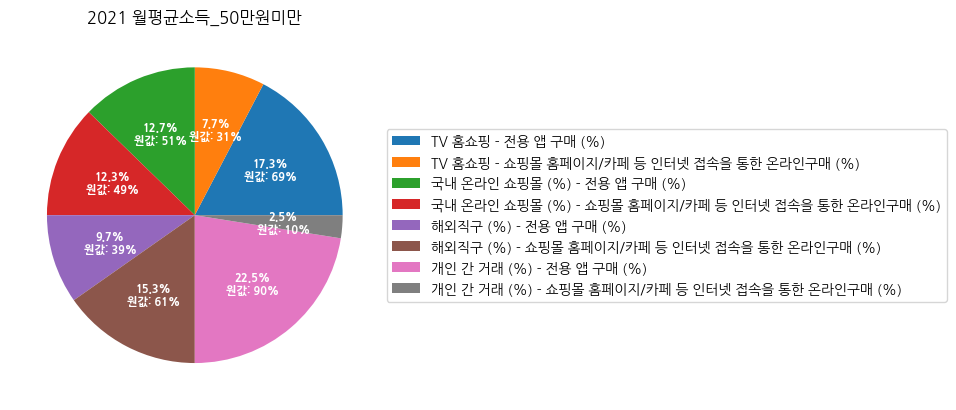 2021 월평균소득_50만원미만
12.7%
원값: 51%
7.7%
원값: 31%
17.3%
원값: 69%
12.3%
원값: 49%
2.5%
원값: 10%
9.7%
원값: 39%
15.3%
원값: 61%
22.5%
원값: 90%
TV 홈쇼핑 - 전용 앱 구매 (%)
TV 홈쇼핑 - 쇼핑몰 홈페이지/카페 등 인터넷 접속을 통한 온라인구매 (%)
국내 온라인 쇼핑몰 (%) - 전용 앱 구매 (%)
국내 온라인 쇼핑몰 (%) - 쇼핑몰 홈페이지/카페 등 인터넷 접속을 통한 온라인구매 (%)
해외직구 (%) - 전용 앱 구매 (%)
해외직구 (%) - 쇼핑몰 홈페이지/카페 등 인터넷 접속을 통한 온라인구매 (%)
개인 간 거래 (%) - 전용 앱 구매 (%)
개인 간 거래 (%) - 쇼핑몰 홈페이지/카페 등 인터넷 접속을 통한 온라인구매 (%)